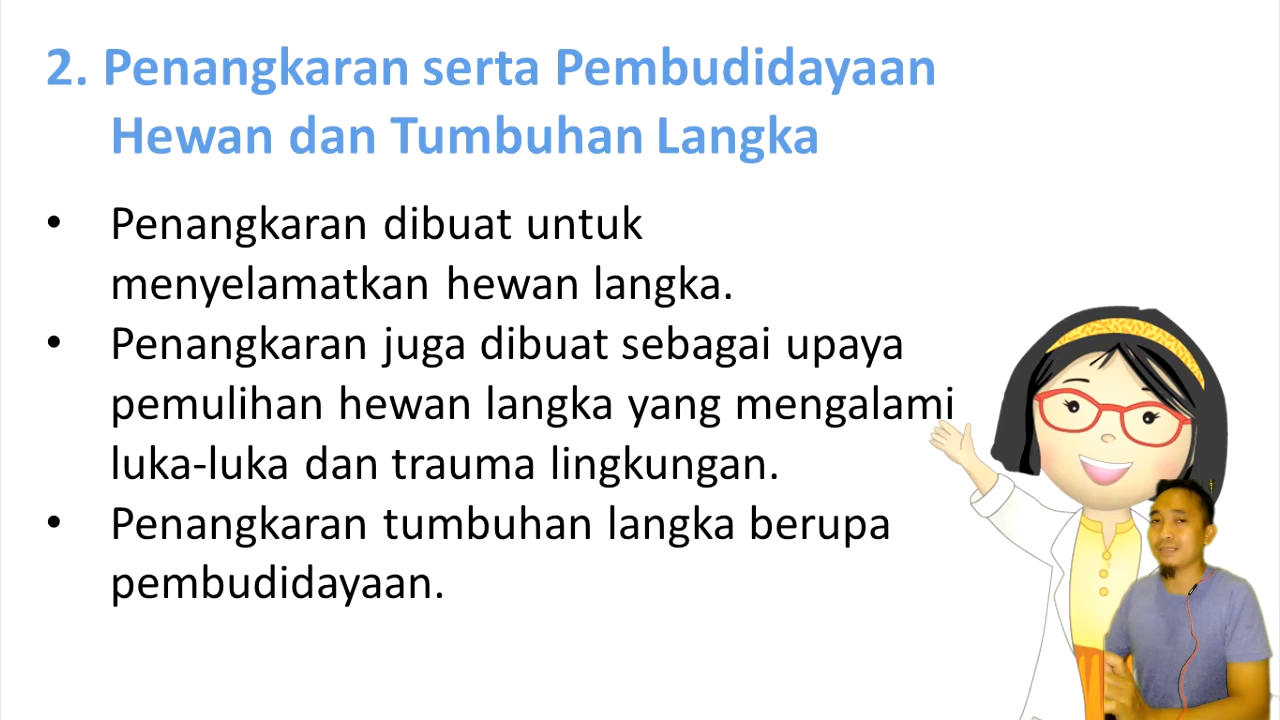 2. Penangkaran serta Pembudidayaan
Hewan dan Tumbuhan Langka
• Penangkaran dibuat untuk
menyelamatkan hewan langka.
• Penangkaran juga dibuat sebagai upaya
pemulihan hewan langka yang mengalami
luka-luka dan trauma lingkungan.
• Penangkaran tumbuhan langka berupa
pembudidayaan.